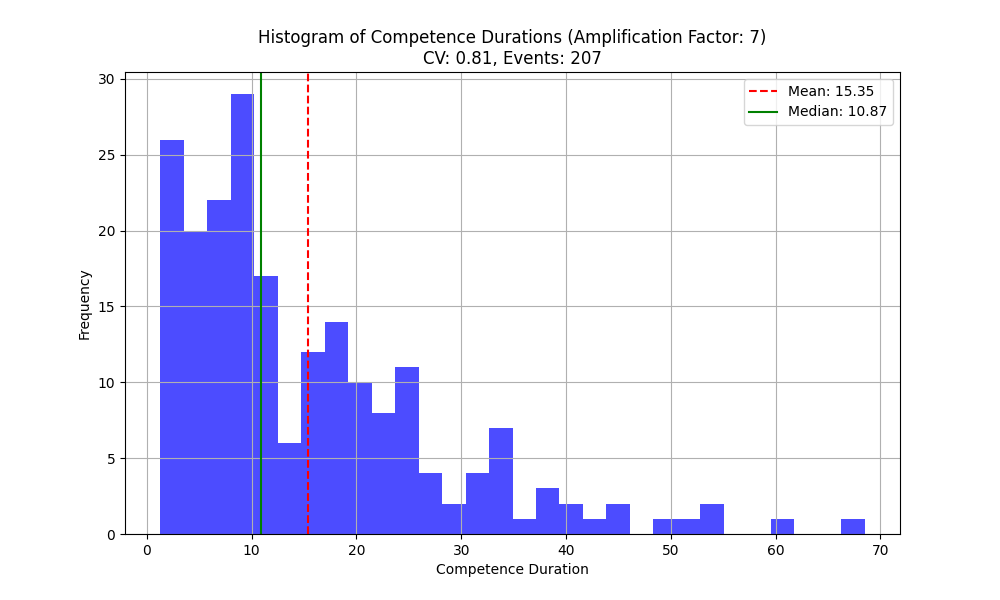 Histogram of Competence Durations (Amplification Factor: 7)
CV: 0.81, Events: 207
Mean: 15.35
Median: 10.87
Frequency
30
25
20
15
10
5
0
0 10 20 30 40 50 60 70
Competence Duration